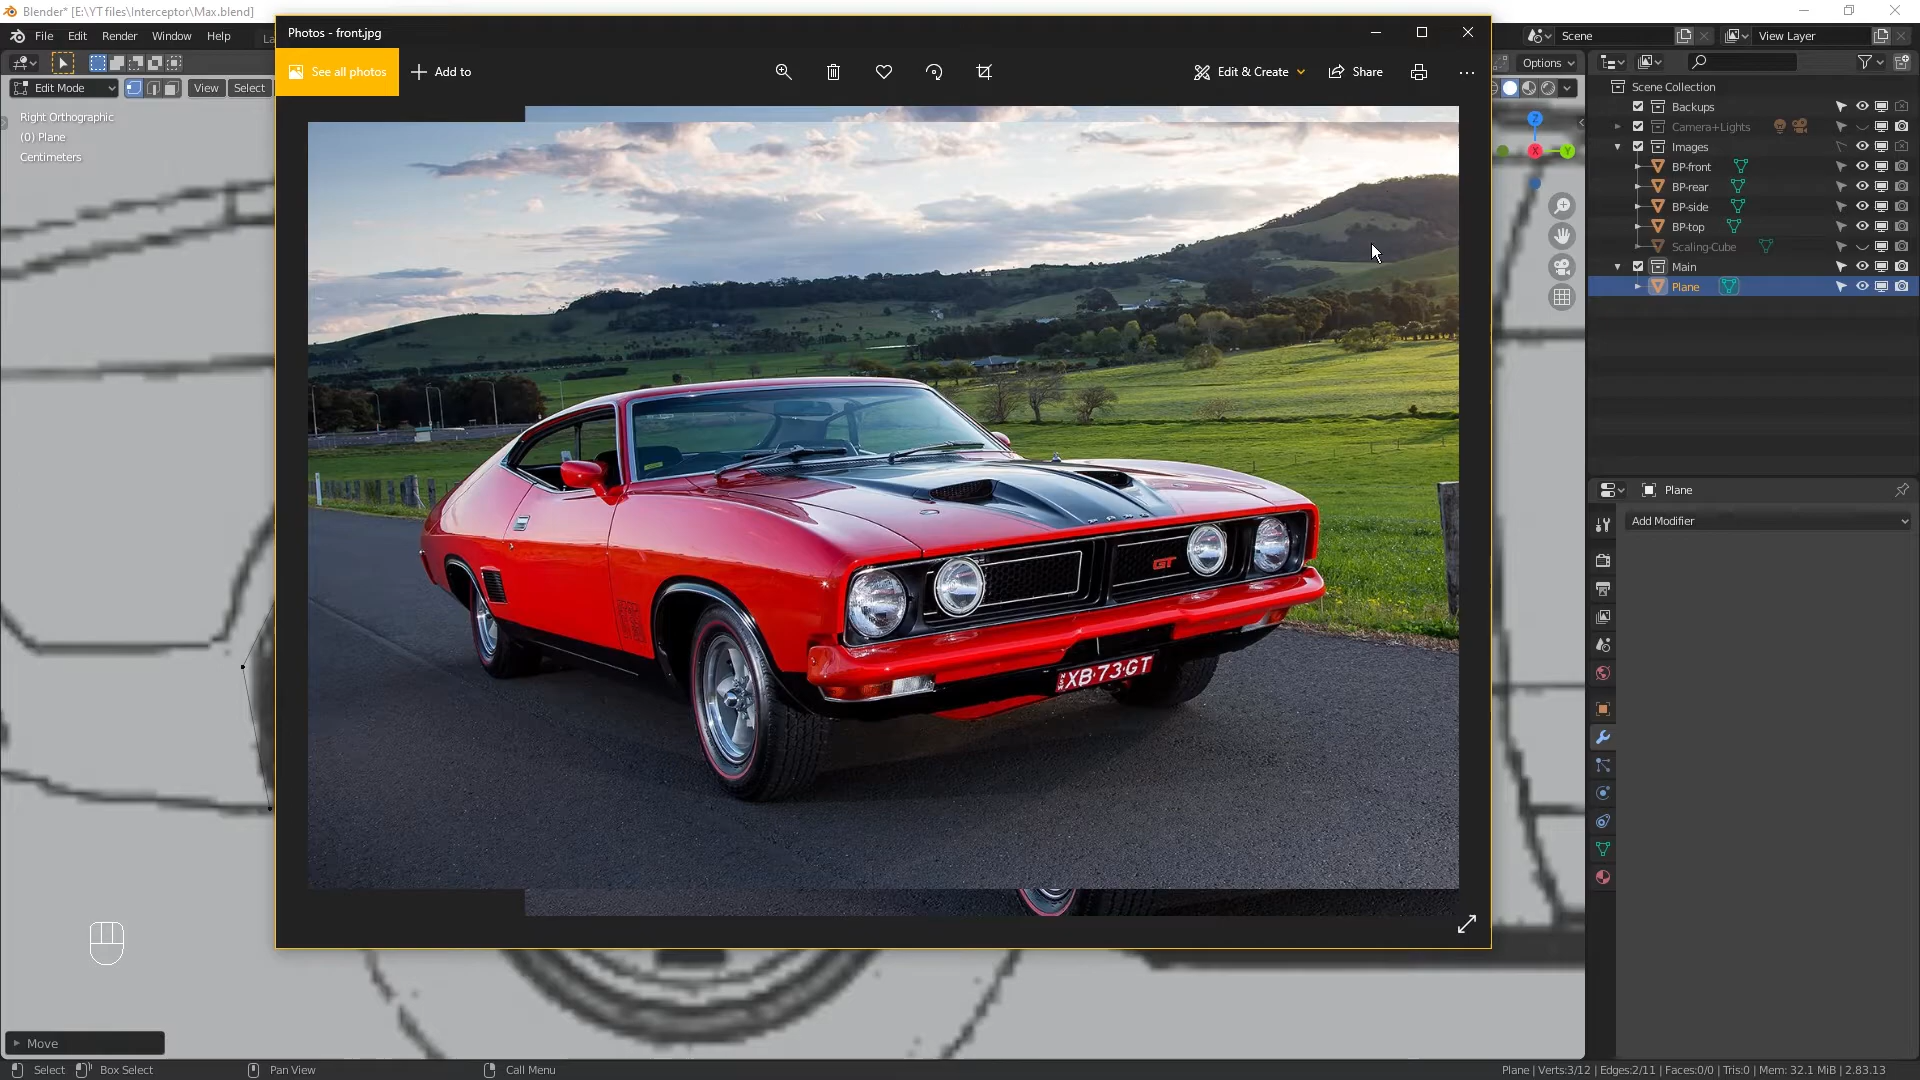 Blender* [E:\YT files\Interceptor\Max.blend]
File Edit Render Window Help La
Scene
View Layer
Photos - front.jpg
See all photos
Add to
Edit & Create
Share
Options
Edit Mode
View
Select
Right Orthographic
(0) Plane
Centimeters
Z
X
Y
Scene Collection
Backups
Camera+Lights
Images
BP-front
BP-rear
BP-side
BP-top
Scaling-Cube
Main
Plane
Plane
Add Modifier
GT
XB·73·GT
Move
Select
Box Select
Pan View
Call Menu
Plane | Verts:3/12 | Edges:2/11 | Faces:0/0 | Tris:0 | Mem: 32.1 MiB | 2.83.13